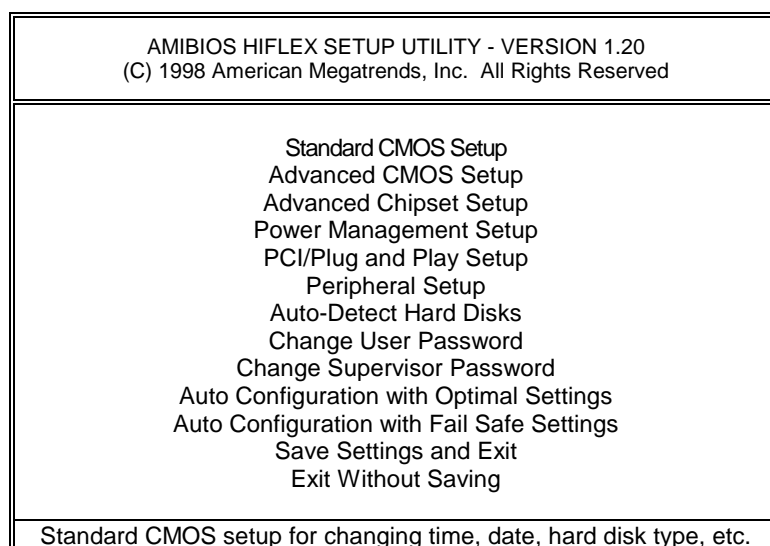 AMIBIOS HIFLEX SETUP UTILITY - VERSION 1.20
(C) 1998 American Megatrends, Inc. All Rights Reserved
Standard CMOS Setup
Advanced CMOS Setup
Advanced Chipset Setup
Power Management Setup
PCI/Plug and Play Setup
Peripheral Setup
Auto-Detect Hard Disks
Change User Password
Change Supervisor Password
Auto Configuration with Optimal Settings
Auto Configuration with Fail Safe Settings
Save Settings and Exit
Exit Without Saving
Standard CMOS setup for changing time, date, hard disk type, etc.